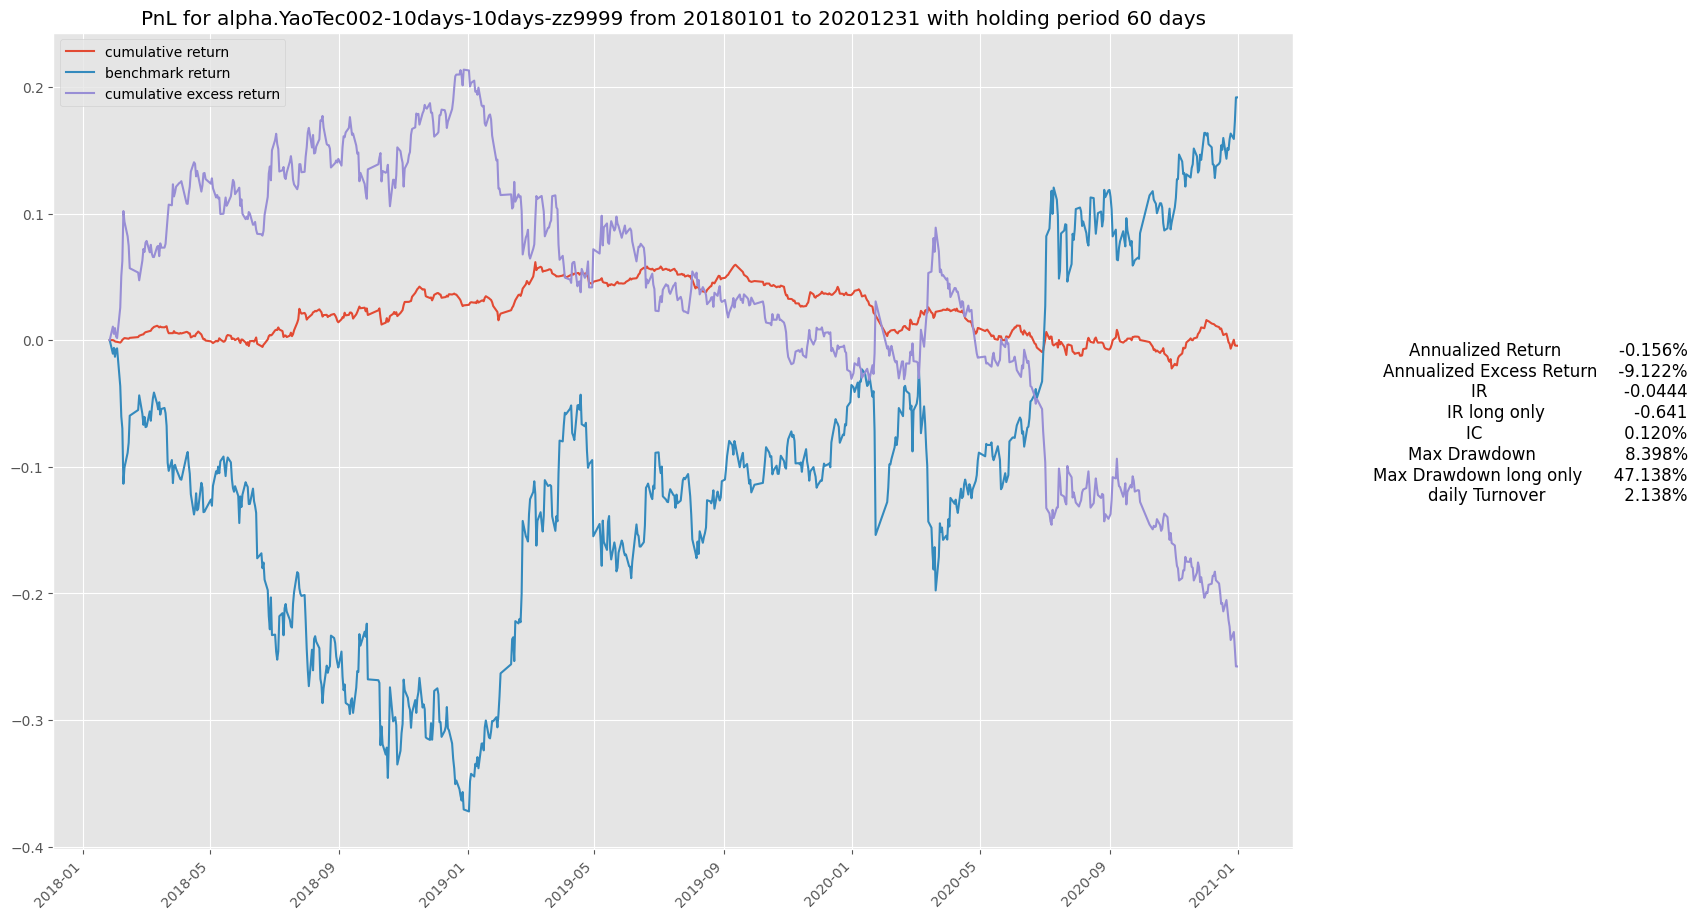 PnL for alpha.YaoTec002-10days-10days-zz9999 from 20180101 to 20201231 with holding period 60 days
cumulative return
benchmark return
cumulative excess return
0.2
0.1
0.0
−0.1
−0.2
−0.3
−0.4
2018-01
2018-05
2018-09
2019-01
2019-05
2019-09
2020-01
2020-05
2020-09
2021-01
Annualized Return -0.156%
Annualized Excess Return -9.122%
IR -0.0444
IR long only -0.641
IC 0.120%
Max Drawdown 8.398%
Max Drawdown long only 47.138%
daily Turnover 2.138%